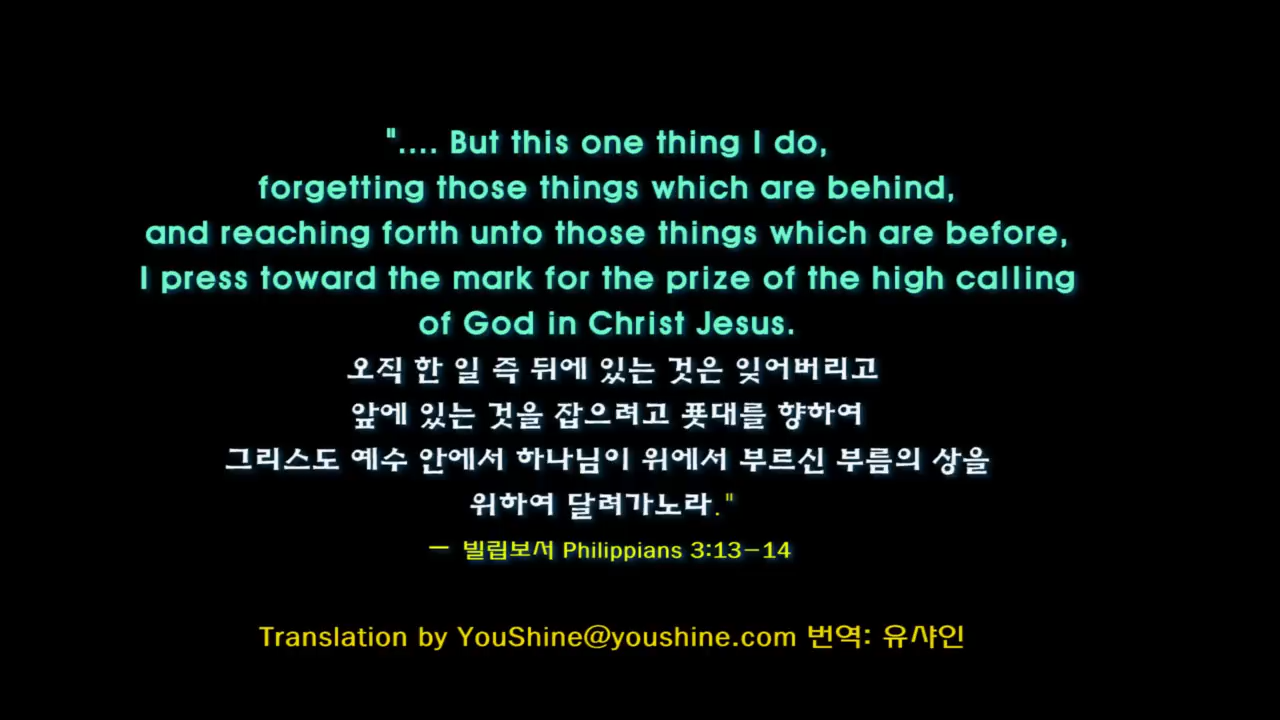 ".... But this one thing I do,
forgetting those things which are behind,
and reaching forth unto those things which are before,
I press toward the mark for the prize of the high calling
of God in Christ Jesus.
오직 한 일 즉 뒤에 있는 것은 잊어버리고
앞에 있는 것을 잡으려고 푯대를 향하여
그리스도 예수 안에서 하나님이 위에서 부르신 부름의 상을
위하여 달려가노라."
— 빌립보서 Philippians 3:13-14
Translation by YouShine@youshine.com 번역: 유샤인